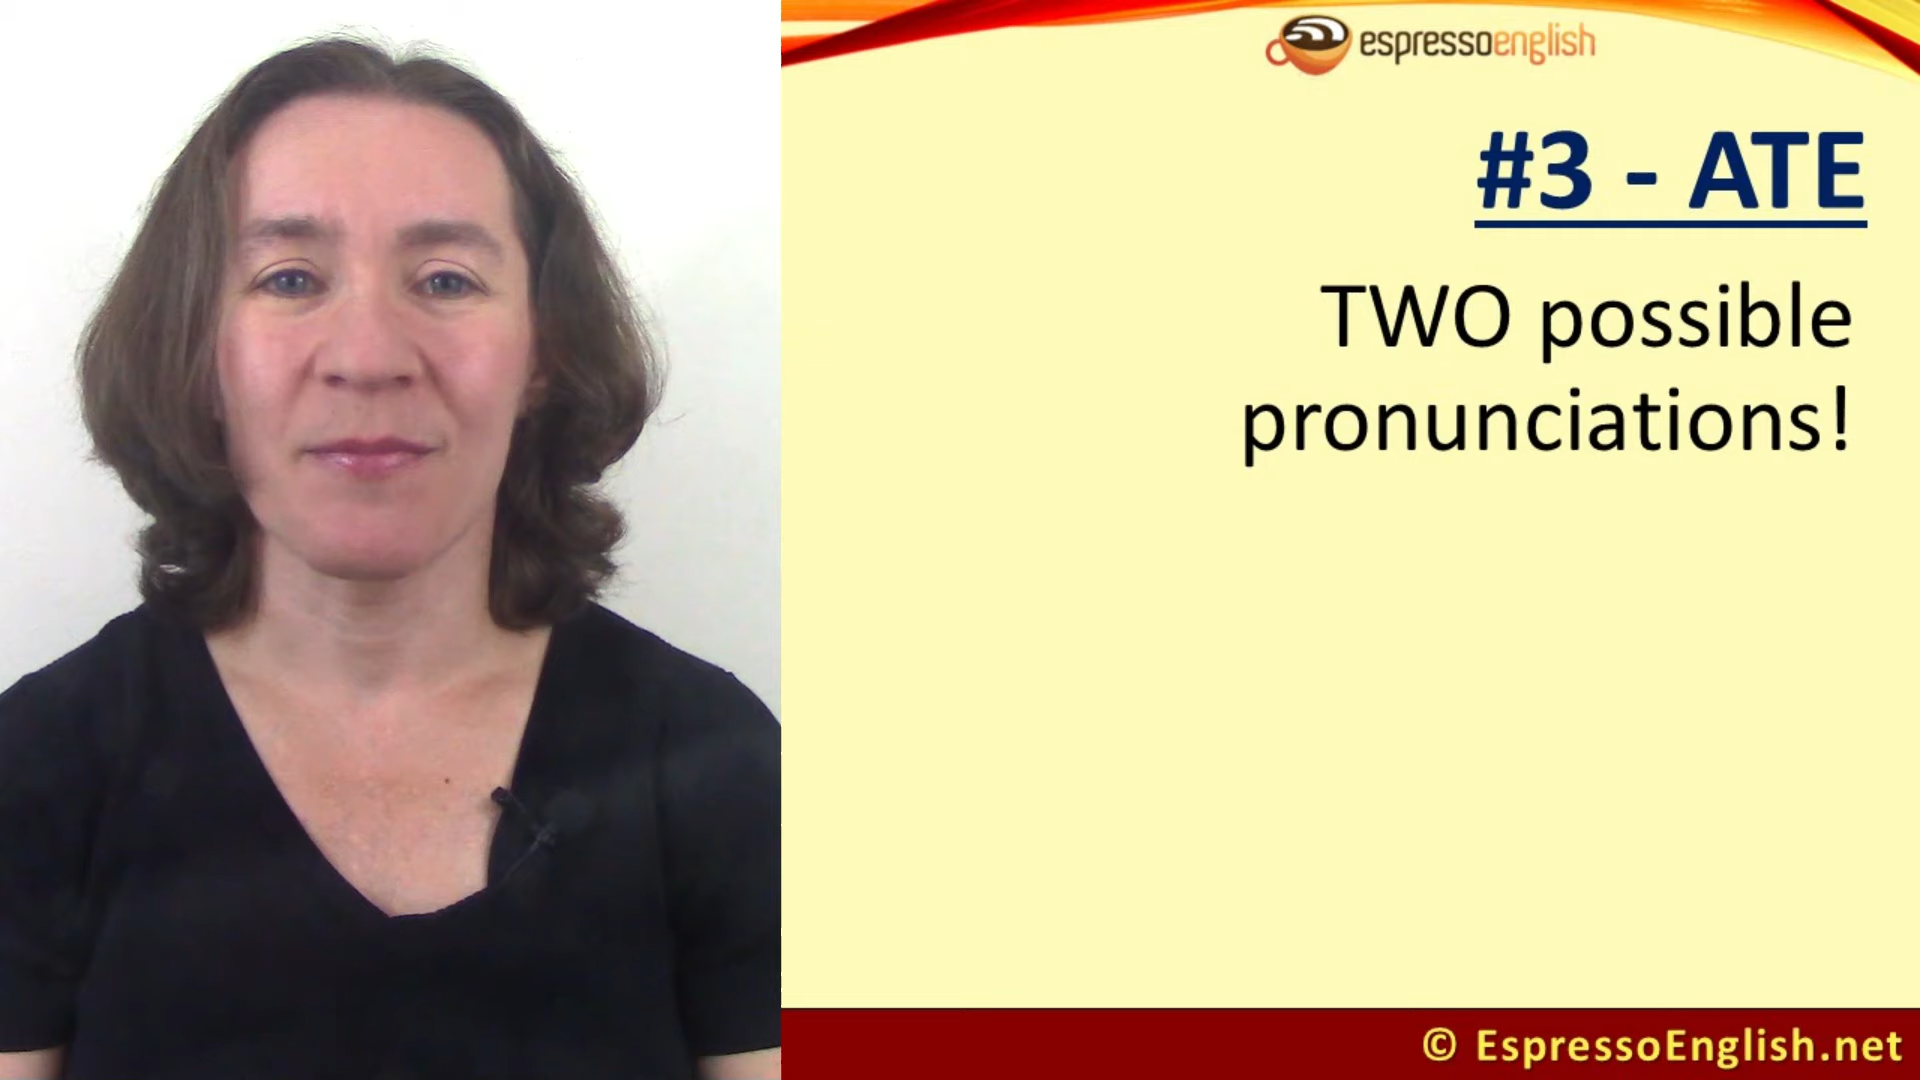 espressoenglish
#3 - ATE
TWO possible
pronunciations!
© EspressoEnglish.net